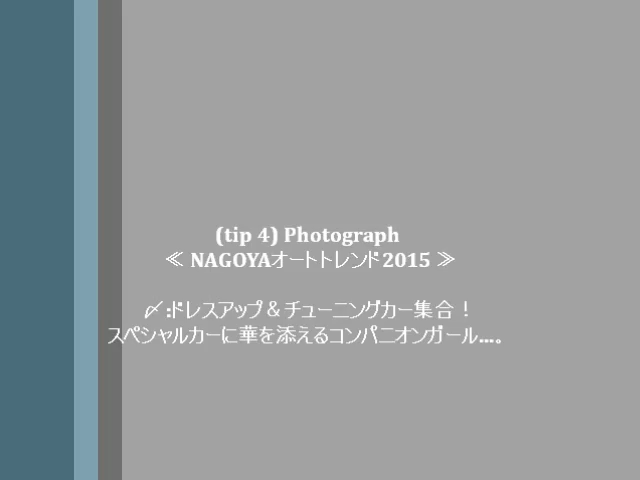 (tip 4) Photograph
≪ NAGOYAオートトレンド2015 ≫
〆:ドレスアップ＆チューニングカー集合！
スペシャルカーに華を添えるコンパニオンガール...。